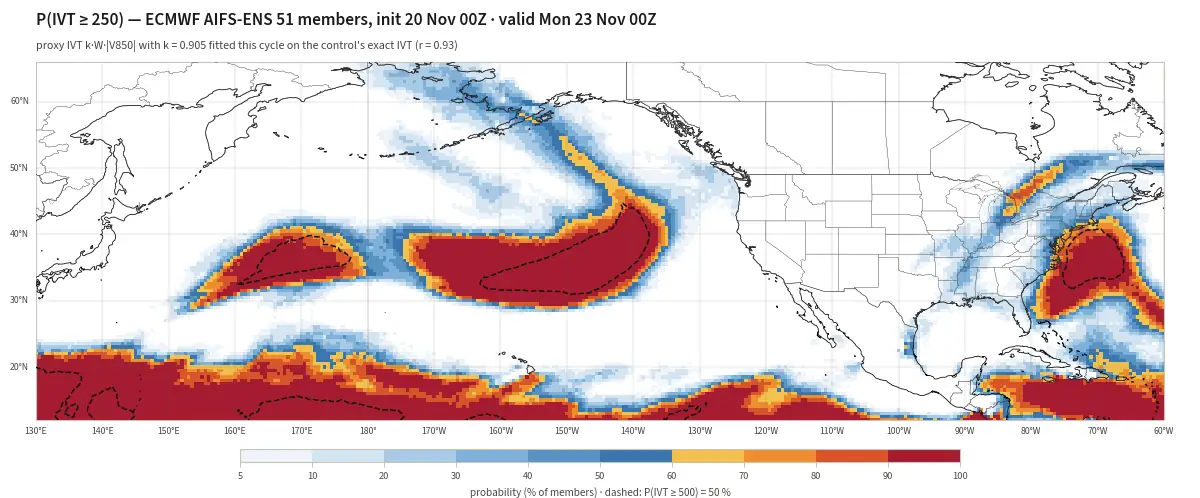 P(IVT ≥ 250) — ECMWF AIFS-ENS 51 members, init 20 Nov 00Z · valid Mon 23 Nov 00Z
proxy IVT k·W·|V850| with k = 0.905 fitted this cycle on the control's exact IVT (r = 0.93)
60°N
50°N
40°N
30°N
20°N
130°E 140°E 150°E 160°E 170°E 180° 170°W 160°W 150°W 140°W 130°W 120°W 110°W 100°W 90°W 80°W 70°W 60°W
5 10 20 30 40 50 60 70 80 90 100
probability (% of members) · dashed: P(IVT ≥ 500) = 50 %